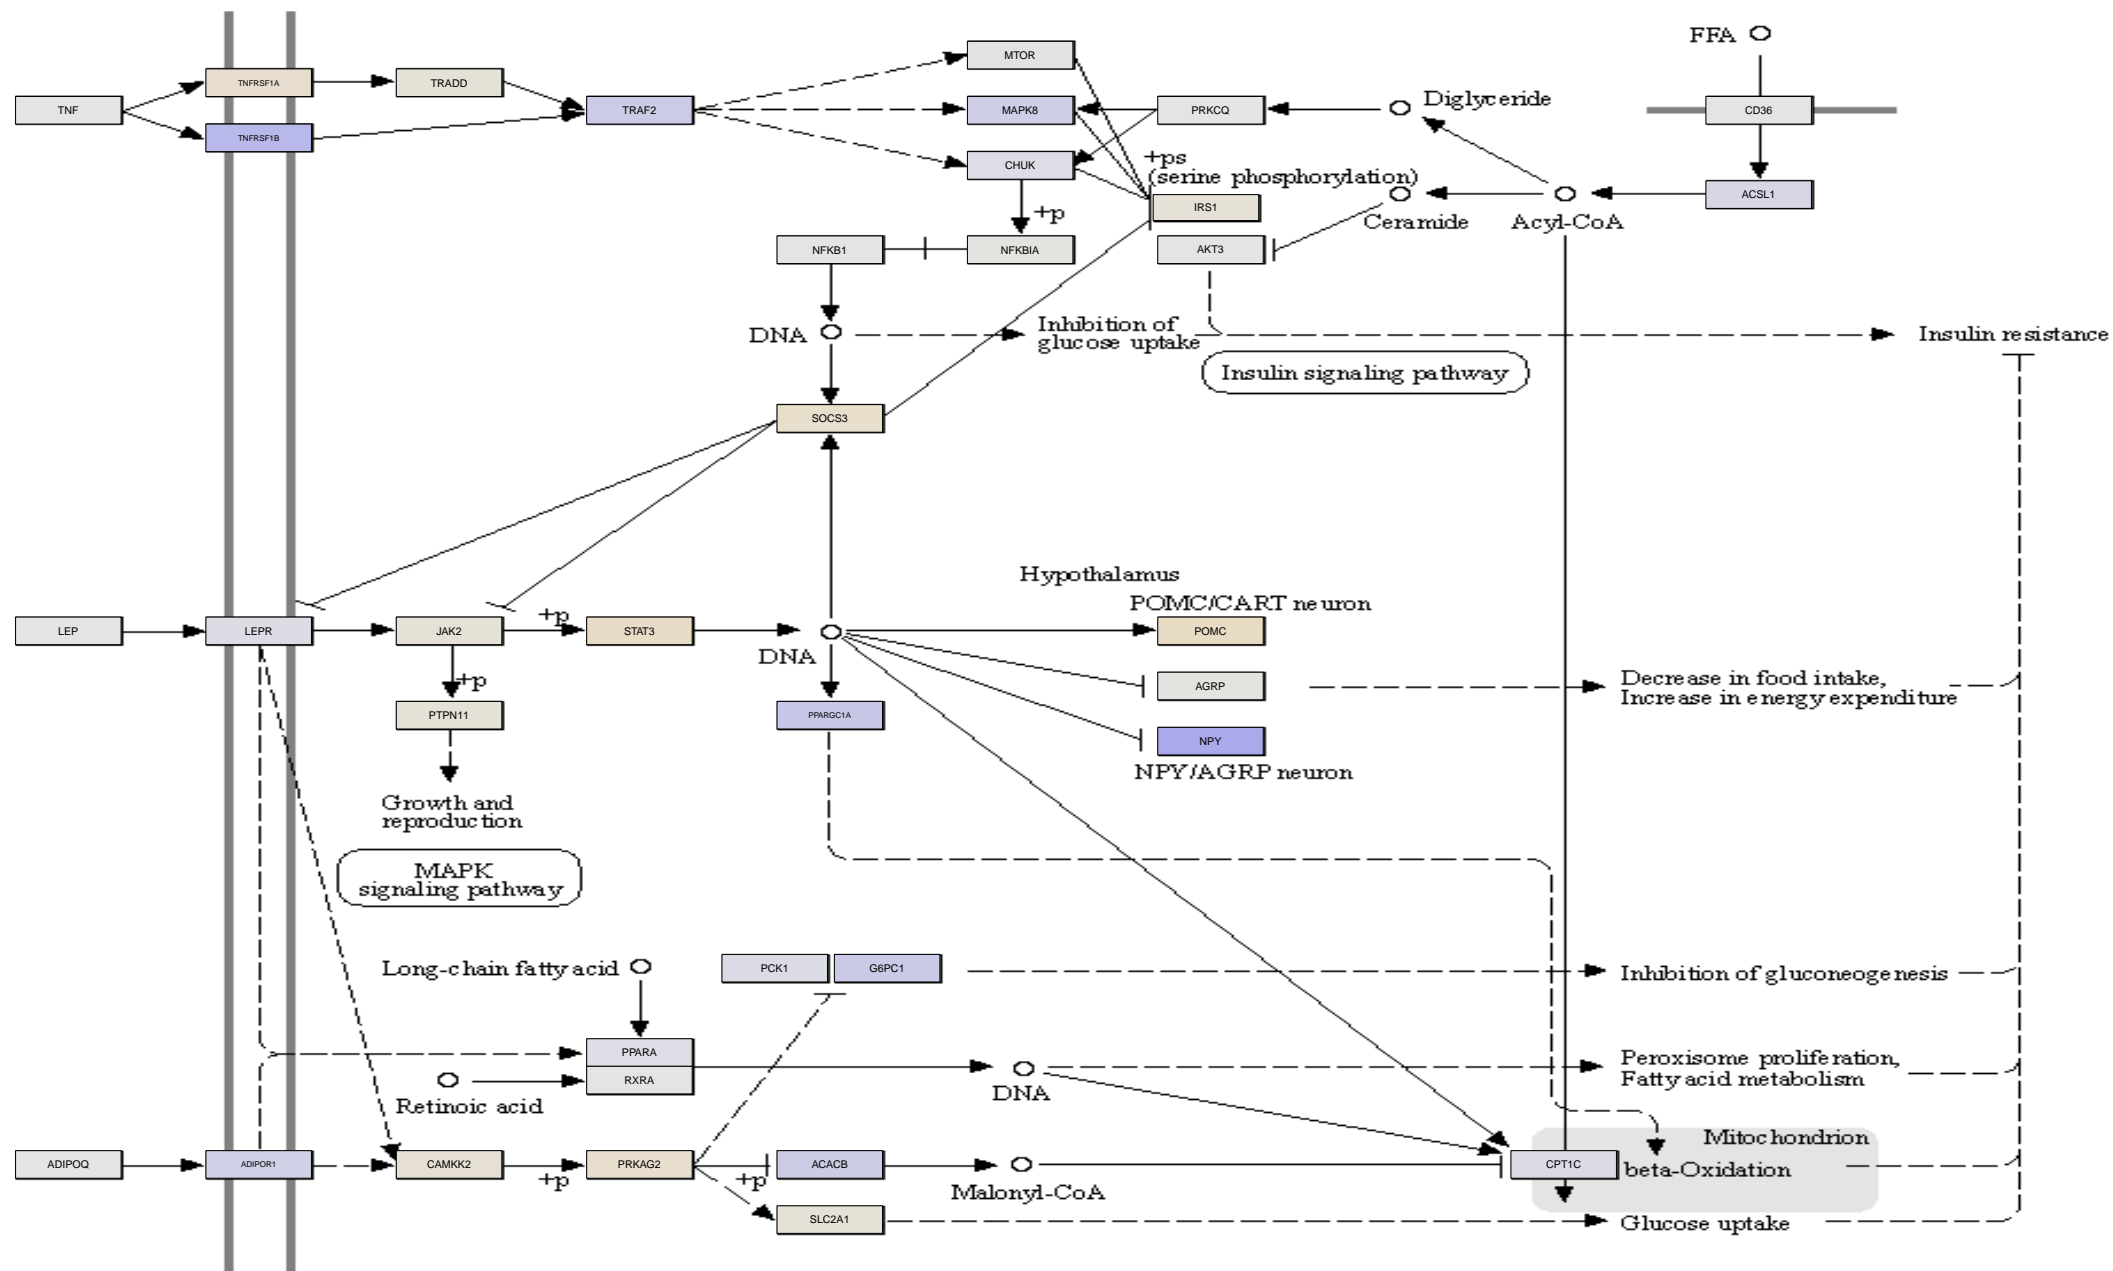 FFA
MTOR
TNFRSF1A
TRADD
TNF
TRAF2
MAPK8
PRKCQ
Diglyceride
CD36
TNFRSF1B
CHUK
+ps
(serine phosphorylation)
ACSL1
+p
IRS1
Ceramide
Acyl-CoA
NFKB1
NFKBIA
AKT3
DNA
Inhibition of
glucose uptake
Insulin resistance
Insulin signaling pathway
SOCS3
Hypothalamus
POMC/CART neuron
LEP
LEPR
JAK2
+p
STAT3
DNA
POMC
+p
AGRP
Decrease in food intake,
Increase in energy expenditure
PTPN11
PPARGC1A
NPY
NPY/AGRP neuron
Growth and
reproduction
MAPK
signaling pathway
Long-chain fatty acid
PCK1
G6PC1
Inhibition of gluconeogenesis
PPARA
RXRA
Retinoic acid
DNA
Peroxisome proliferation,
Fatty acid metabolism
Mitochondrion
ADIPOQ
ADIPOR1
CAMKK2
+p
PRKAG2
+p
ACACB
Malonyl-CoA
CPT1C
beta-Oxidation
SLC2A1
Glucose uptake